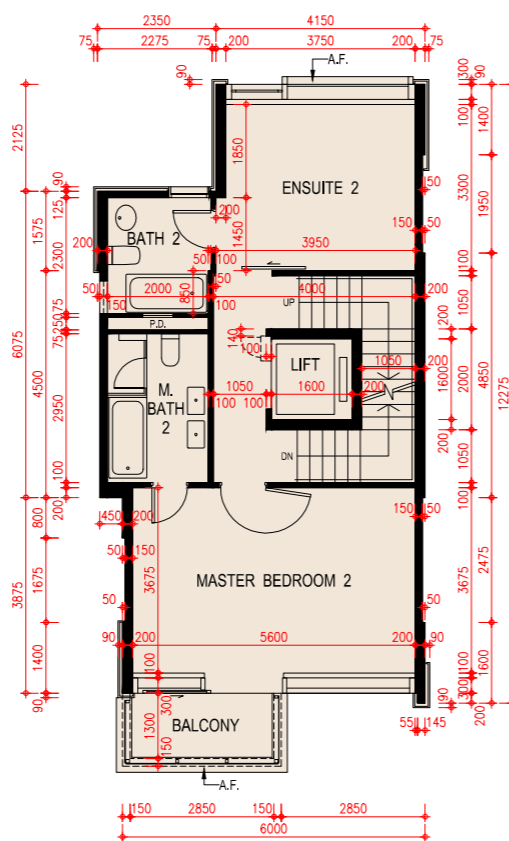 2350 4150
75 2275 75 200 3750 200 75
A.F.
90 300 90
2125 100 1400
1850
ENSUITE 2 3300
90 150
125 200 1950
1575 BATH 2 150 50
200 2300 1450 3950
50 100 1100
6075 50 150 2000 850 50 100 4000 200
UP 1050
75 250 75 P.D. 140 200
100 LIFT 1050 200 4850
4500 M. BATH 2 1050 1600 200 1600 2000 12275
2950 100 100 100
200
DN 1050
100 200 100
800 450 200 150 50
50 150
3675 3675 2475
3875 1675 MASTER BEDROOM 2
50 50
90 200 5600 200 90
1400 100 100 1600
90 300 300 90 200
1300 BALCONY 55 145
150
A.F.
150 2850 150 2850
6000